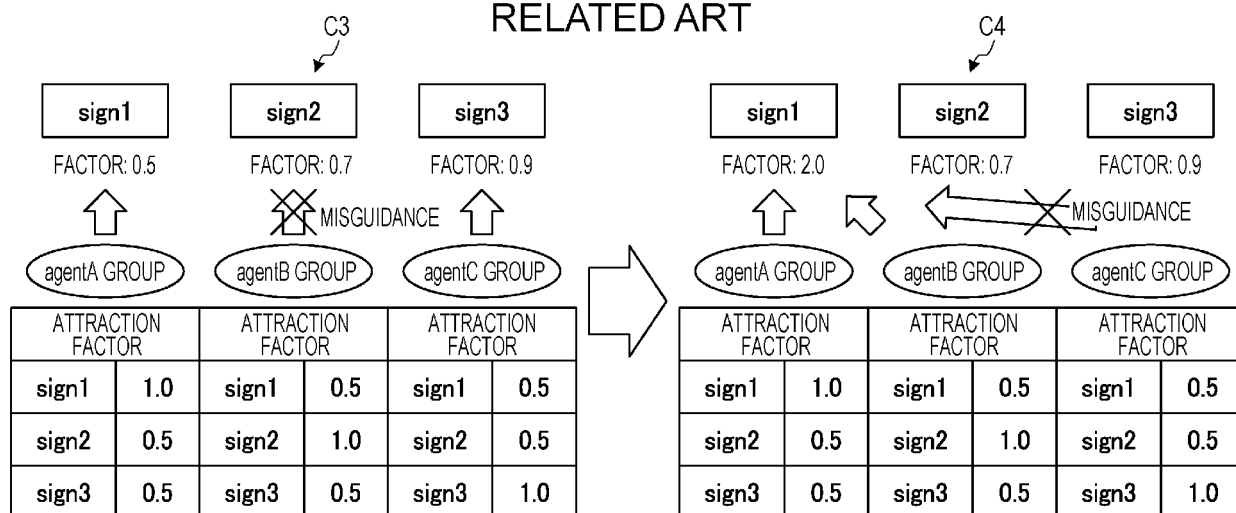 RELATED ART
C3
C4
sign1 sign2 sign3 sign1 sign2 sign3
FACTOR: 0.5 FACTOR: 0.7 FACTOR: 0.9 FACTOR: 2.0 FACTOR: 0.7 FACTOR: 0.9
MISGUIDANCE MISGUIDANCE
agentA GROUP agentB GROUP agentC GROUP agentA GROUP agentB GROUP agentC GROUP
ATTRACTION ATTRACTION ATTRACTION ATTRACTION ATTRACTION ATTRACTION
FACTOR FACTOR FACTOR FACTOR FACTOR FACTOR
sign1 1.0 sign1 0.5 sign1 0.5 sign1 1.0 sign1 0.5 sign1 0.5
sign2 0.5 sign2 1.0 sign2 0.5 sign2 0.5 sign2 1.0 sign2 0.5
sign3 0.5 sign3 0.5 sign3 1.0 sign3 0.5 sign3 0.5 sign3 1.0